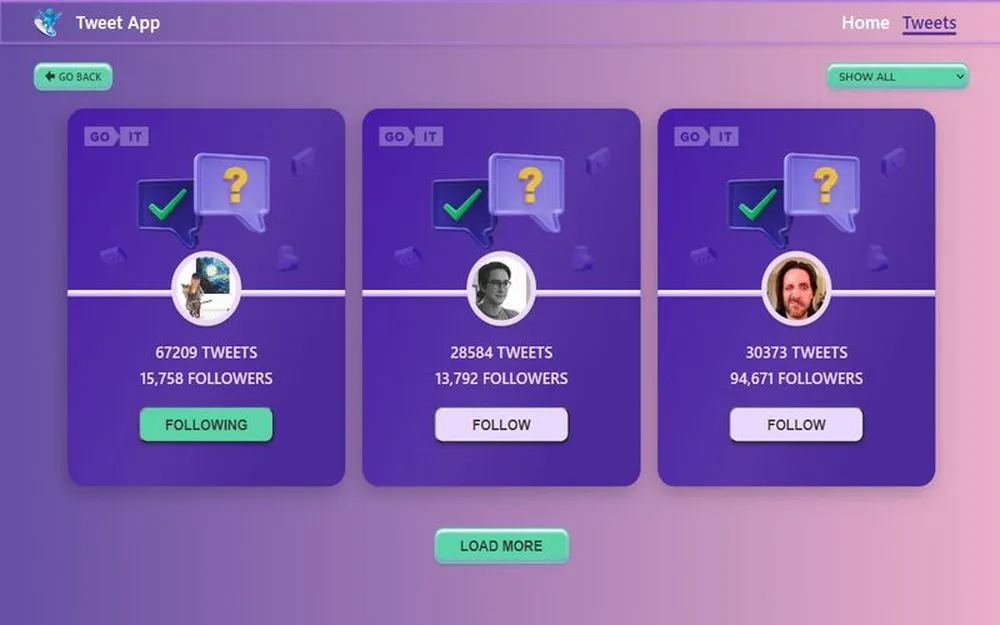 Tweet App
Home Tweets
GO BACK
SHOW ALL
GO IT
GO IT
GO IT
?
?
?
67209 TWEETS
15,758 FOLLOWERS
FOLLOWING
28584 TWEETS
13,792 FOLLOWERS
FOLLOW
30373 TWEETS
94,671 FOLLOWERS
FOLLOW
LOAD MORE